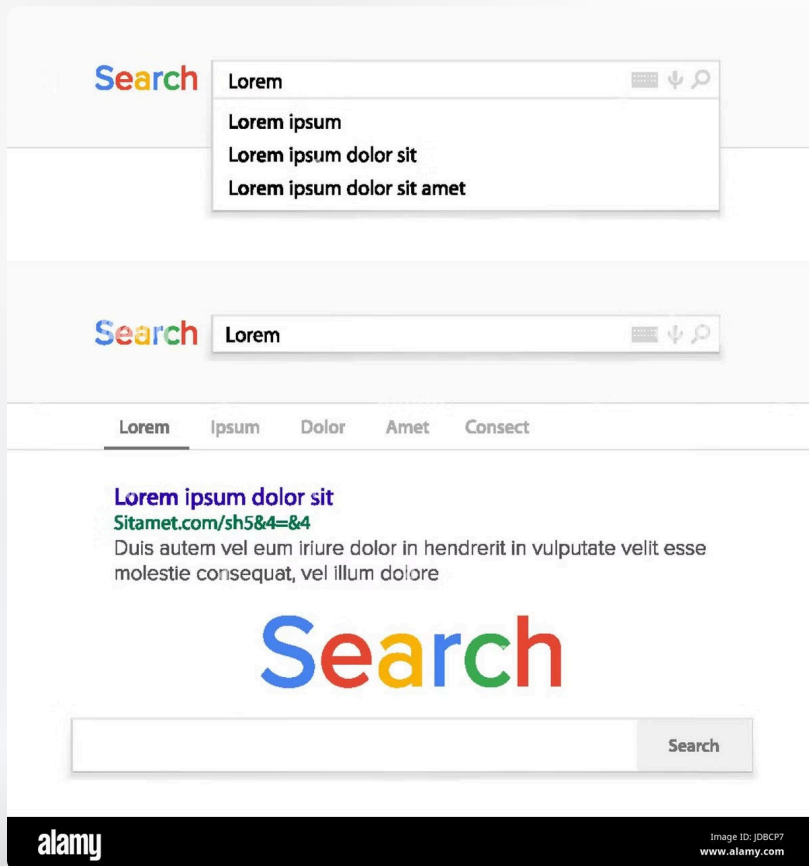 Search Lorem
Lorem ipsum
Lorem ipsum dolor sit
Lorem ipsum dolor sit amet
Search Lorem
Lorem Ipsum Dolor Amet Consect
Lorem ipsum dolor sit
Sitamet.com/sh5&4=&4
Duis autem vel eum iriure dolor in hendrerit in vulputate velit esse
molestie consequat, vel illum dolore
Search
Search
alamy
Image ID: JDBCP7
www.alamy.com